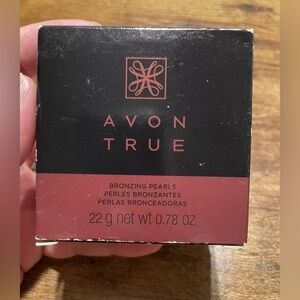 AVON
TRUE
BRONZING PEARLS
PERLES BRONZANTES
PERLAS BRONCEADORAS
22 g net wt 0.78 oz